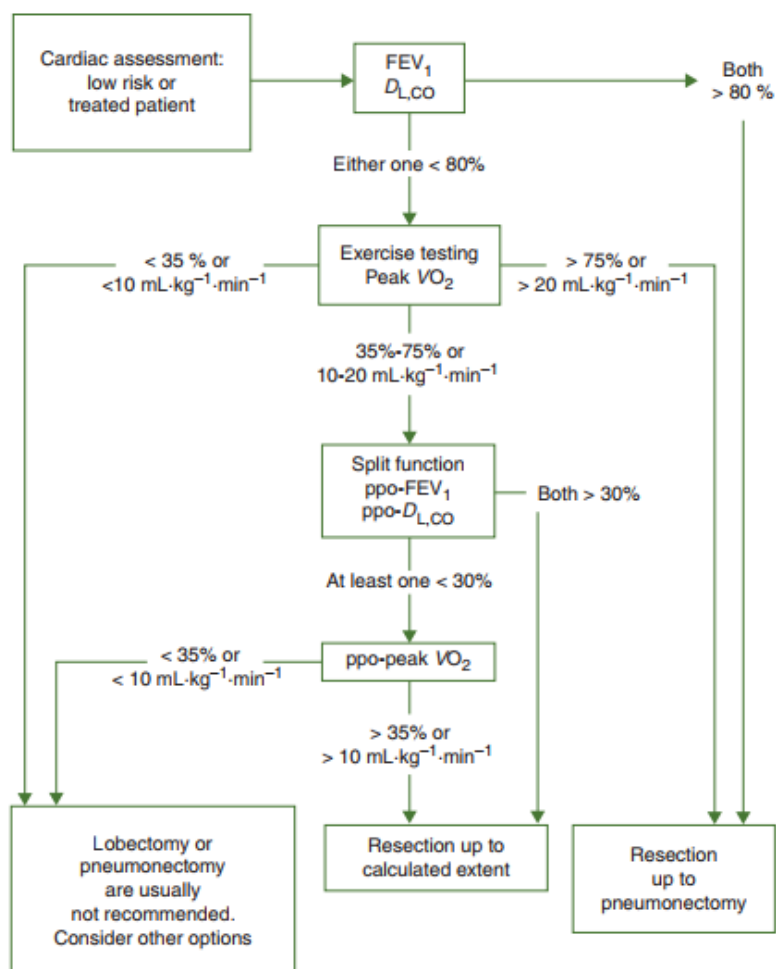 Cardiac assessment:
low risk or
treated patient
FEV₁
D_L,CO
Both
> 80 %
Either one < 80%
< 35 % or
<10 mL·kg⁻¹·min⁻¹
Exercise testing
Peak VO₂
> 75% or
> 20 mL·kg⁻¹·min⁻¹
35%-75% or
10-20 mL·kg⁻¹·min⁻¹
Split function
ppo-FEV₁
ppo-D_L,CO
Both > 30%
At least one < 30%
< 35% or
< 10 mL·kg⁻¹·min⁻¹
ppo-peak VO₂
> 35% or
> 10 mL·kg⁻¹·min⁻¹
Lobectomy or
pneumonectomy
are usually
not recommended.
Consider other options
Resection up to
calculated extent
Resection
up to
pneumonectomy